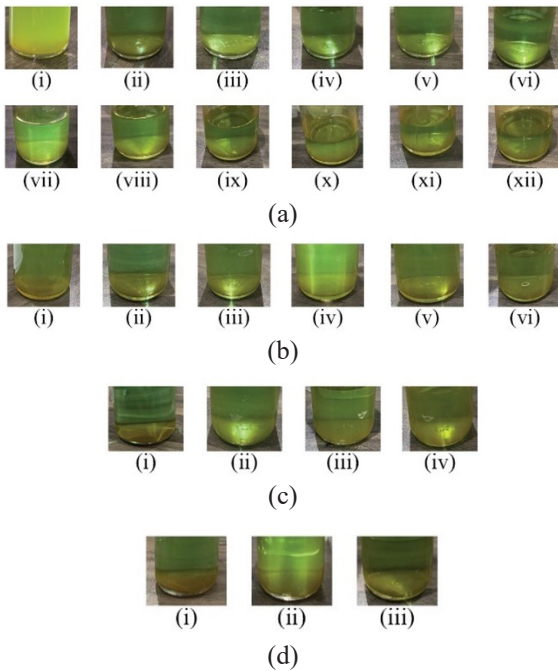 (i) (ii) (iii) (iv) (v) (vi)
(vii) (viii) (ix) (x) (xi) (xii)
(a)
(i) (ii) (iii) (iv) (v) (vi)
(b)
(i) (ii) (iii) (iv)
(c)
(i) (ii) (iii)
(d)